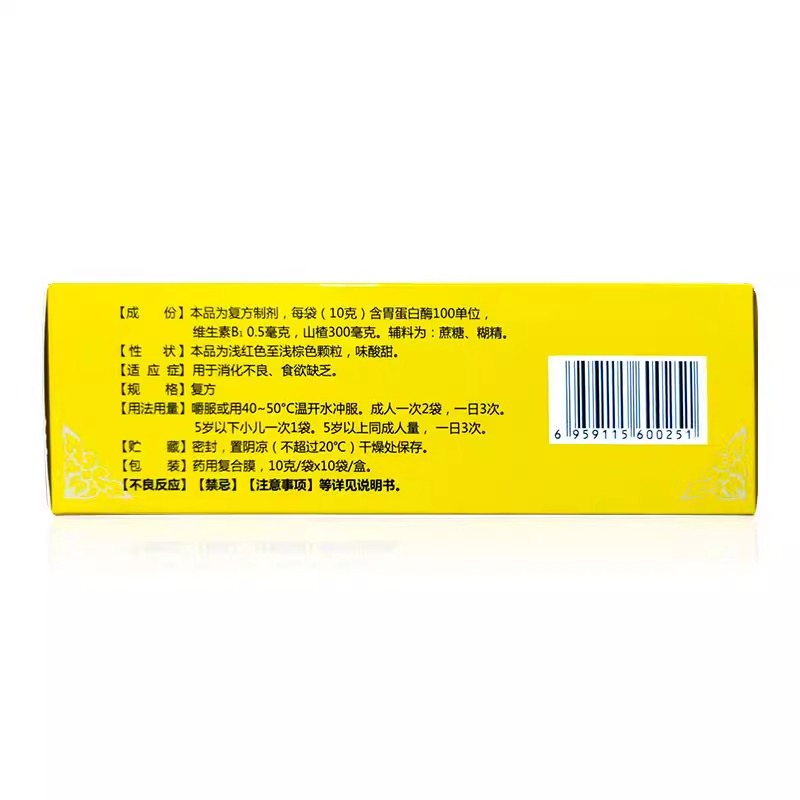 【成　份】本品为复方制剂，每袋（10克）含胃蛋白酶100单位，
维生素B₁ 0.5毫克，山楂300毫克。辅料为：蔗糖、糊精。
【性　状】本品为浅红色至浅棕色颗粒，味酸甜。
【适应症】用于消化不良、食欲缺乏。
【规　格】复方
【用法用量】嚼服或用40~50°C温开水冲服。成人一次2袋，一日3次。
5岁以下小儿一次1袋。5岁以上同成人量，一日3次。
【贮　藏】密封，置阴凉（不超过20℃）干燥处保存。
【包　装】药用复合膜，10克/袋x10袋/盒。
【不良反应】【禁忌】【注意事项】等详见说明书。
6 959115 600251